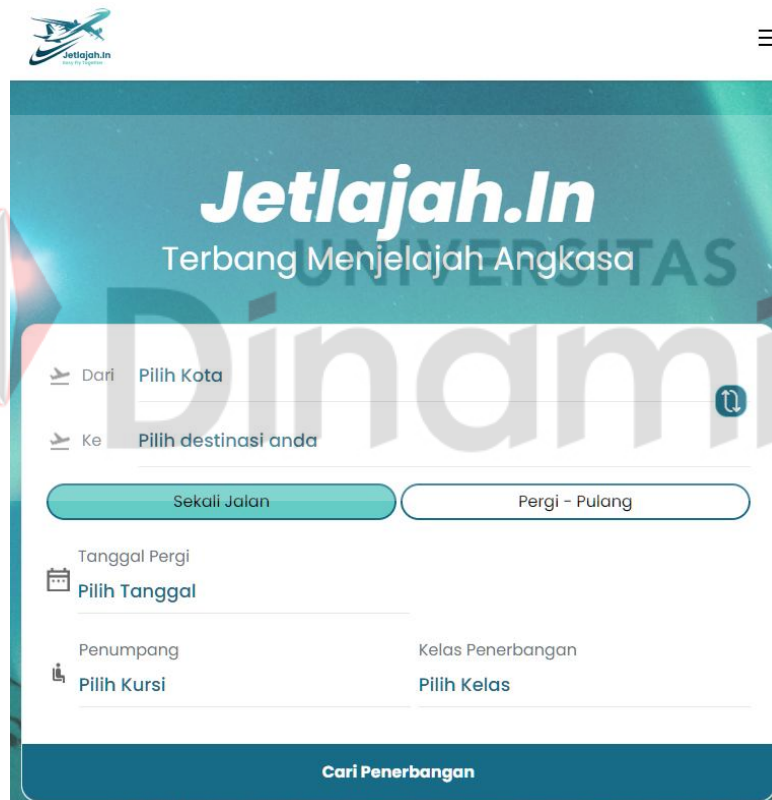 Jetlajah.In
Jetlajah.In
Terbang Menjelajah Angkasa
UNIVERSITAS
Dinami
Dari Pilih Kota
Ke Pilih destinasi anda
Sekali Jalan Pergi - Pulang
Tanggal Pergi
Pilih Tanggal
Penumpang Kelas Penerbangan
Pilih Kursi Pilih Kelas
Cari Penerbangan